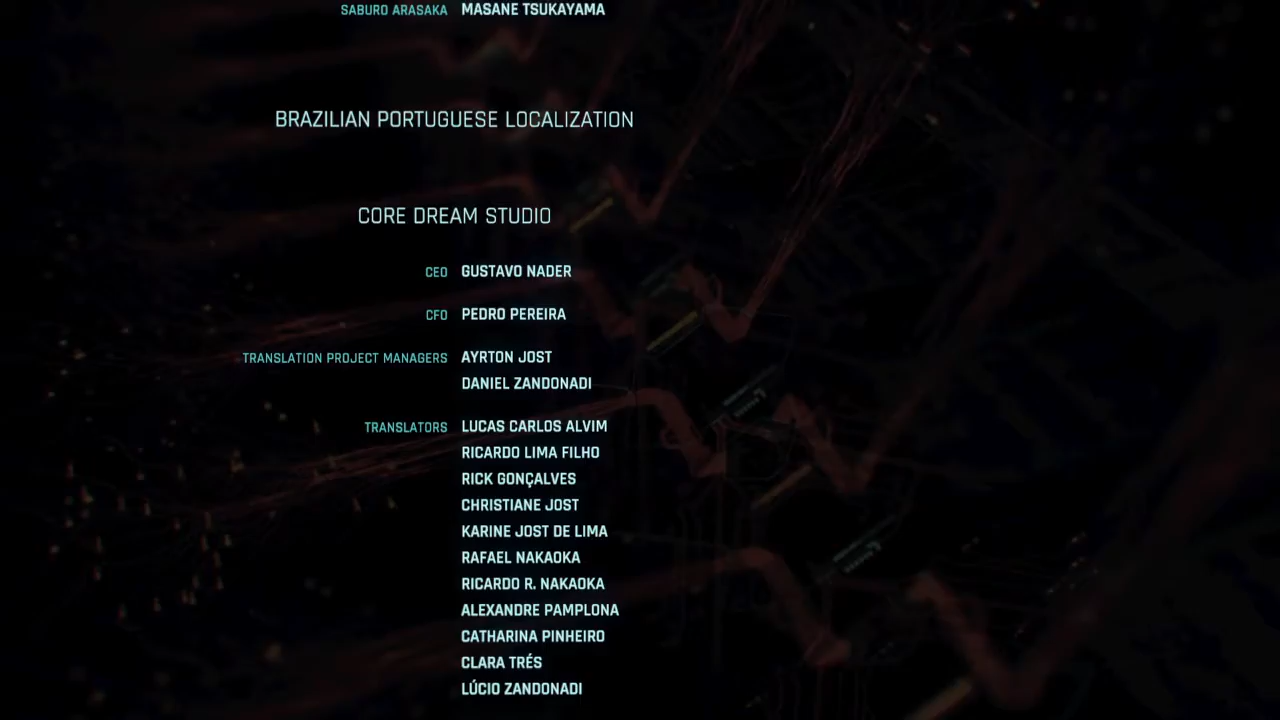 SABURO ARASAKA MASANE TSUKAYAMA
BRAZILIAN PORTUGUESE LOCALIZATION
CORE DREAM STUDIO
CEO GUSTAVO NADER
CFO PEDRO PEREIRA
TRANSLATION PROJECT MANAGERS AYRTON JOST
DANIEL ZANDONADI
TRANSLATORS LUCAS CARLOS ALVIM
RICARDO LIMA FILHO
RICK GONÇALVES
CHRISTIANE JOST
KARINE JOST DE LIMA
RAFAEL NAKAOKA
RICARDO R. NAKAOKA
ALEXANDRE PAMPLONA
CATHARINA PINHEIRO
CLARA TRÉS
LÚCIO ZANDONADI